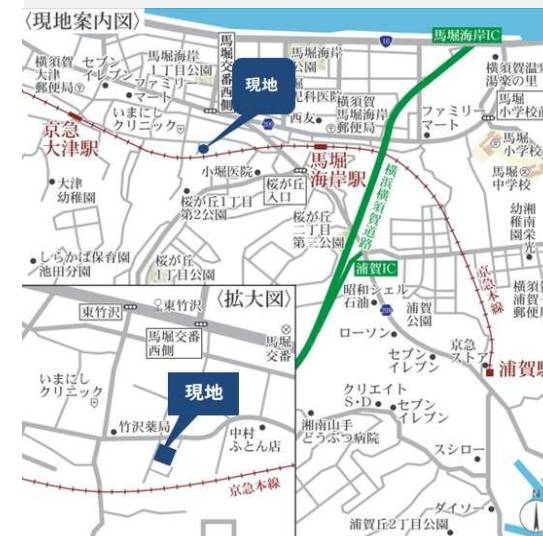 〈現地案内図〉
16
馬堀海岸IC
横須賀
大津
郵便局
セブン
イレブン
ファミリー
マート
馬堀海岸
1丁目公園
馬堀交番
西側
現地
馬堀海岸
公園
児科医院
西友
横須賀
馬堀海岸
郵便局
ファミリー
マート
湯楽の里
馬堀
小学校前
馬堀
小学校
馬堀
中学校
いまにし
クリニック
京急
大津駅
大津
幼稚園
小堀医院
馬堀
海岸駅
横浜横須賀道路
桜が丘
入口
桜が丘1丁目
第2公園
桜が丘
二丁目
第三公園
しらかば保育園
池田分園
桜が丘
1丁目公園
浦賀IC
昭和シェル
石油
浦賀
公園
湘南栄光
幼稚園
京急本線
ローソン
セブン
イレブン
京急
ストア
浦賀駅
クリエイト
S・D
セブン
イレブン
湘南山手
どうぶつ病院
スシロー
ダイソー
浦賀丘2丁目公園
N
〈拡大図〉
東竹沢
東竹沢
馬堀交番
西側
馬堀
交番
いまにし
クリニック
現地
竹沢薬局
中村
ふとん店
京急本線